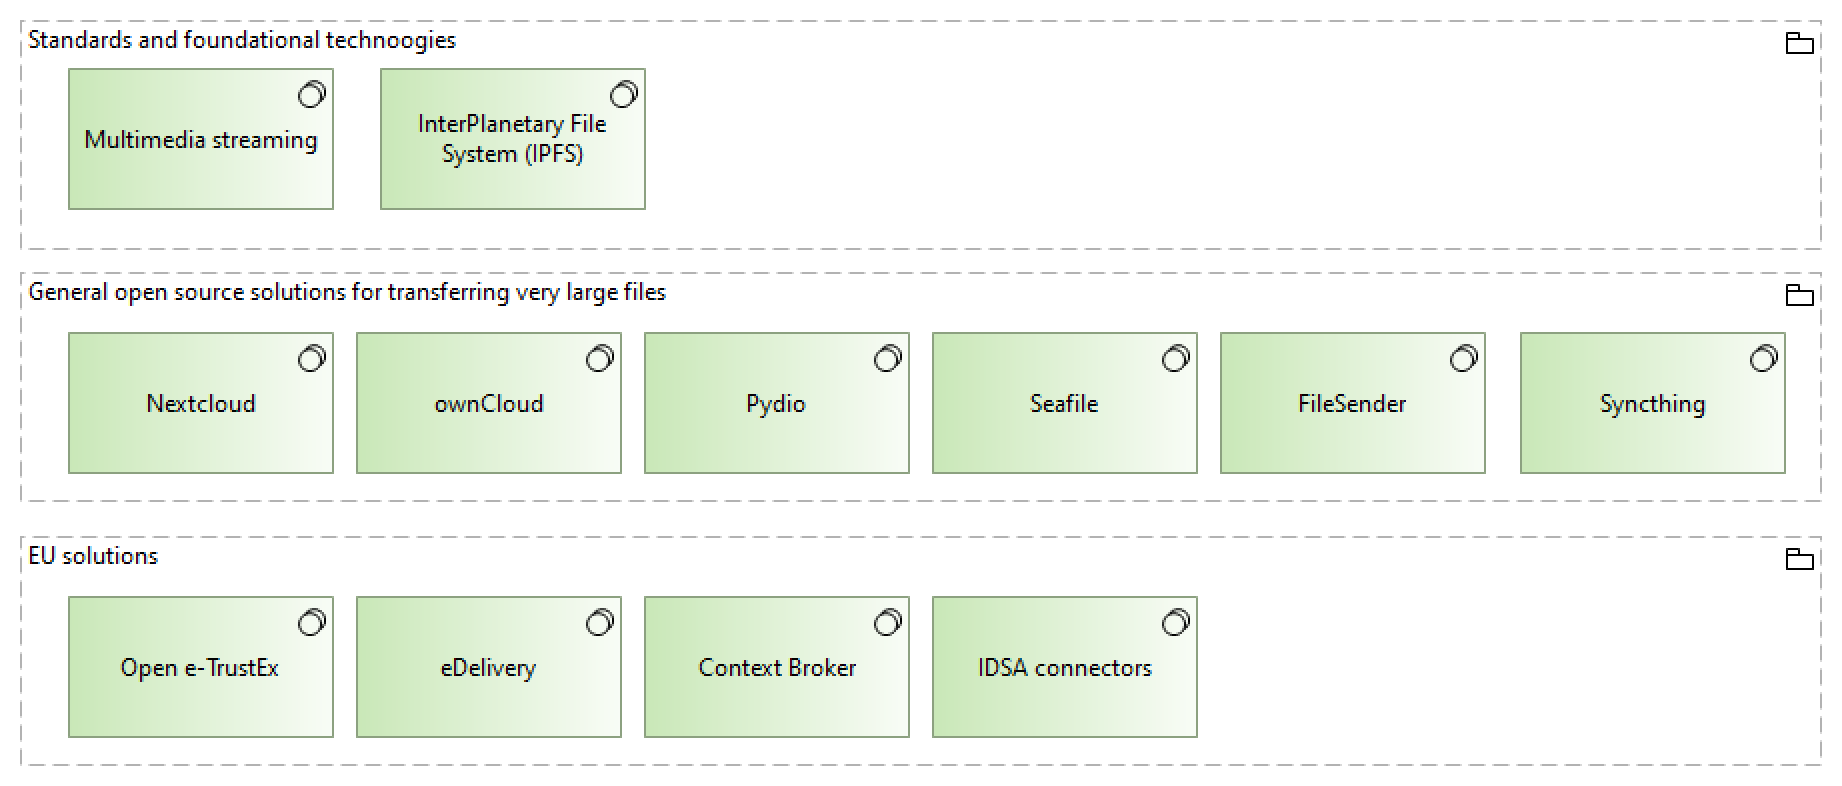 Standards and foundational technoogies
Multimedia streaming
InterPlanetary File
System (IPFS)
General open source solutions for transferring very large files
Nextcloud
ownCloud
Pydio
Seafile
FileSender
Syncthing
EU solutions
Open e-TrustEx
eDelivery
Context Broker
IDSA connectors